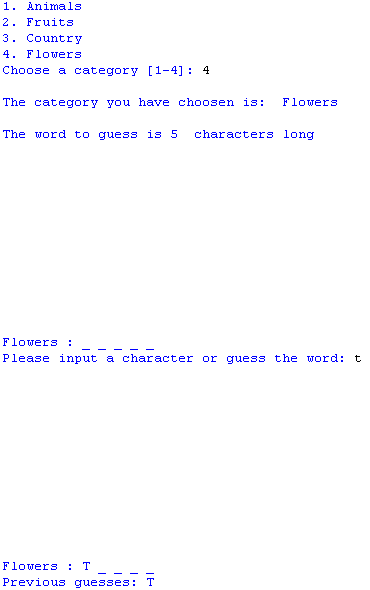 1. Animals
2. Fruits
3. Country
4. Flowers
Choose a category [1-4]: 4
The category you have choosen is:  Flowers
The word to guess is 5  characters long
Flowers : _ _ _ _ _
Please input a character or guess the word: t
Flowers : T _ _ _ _
Previous guesses: T